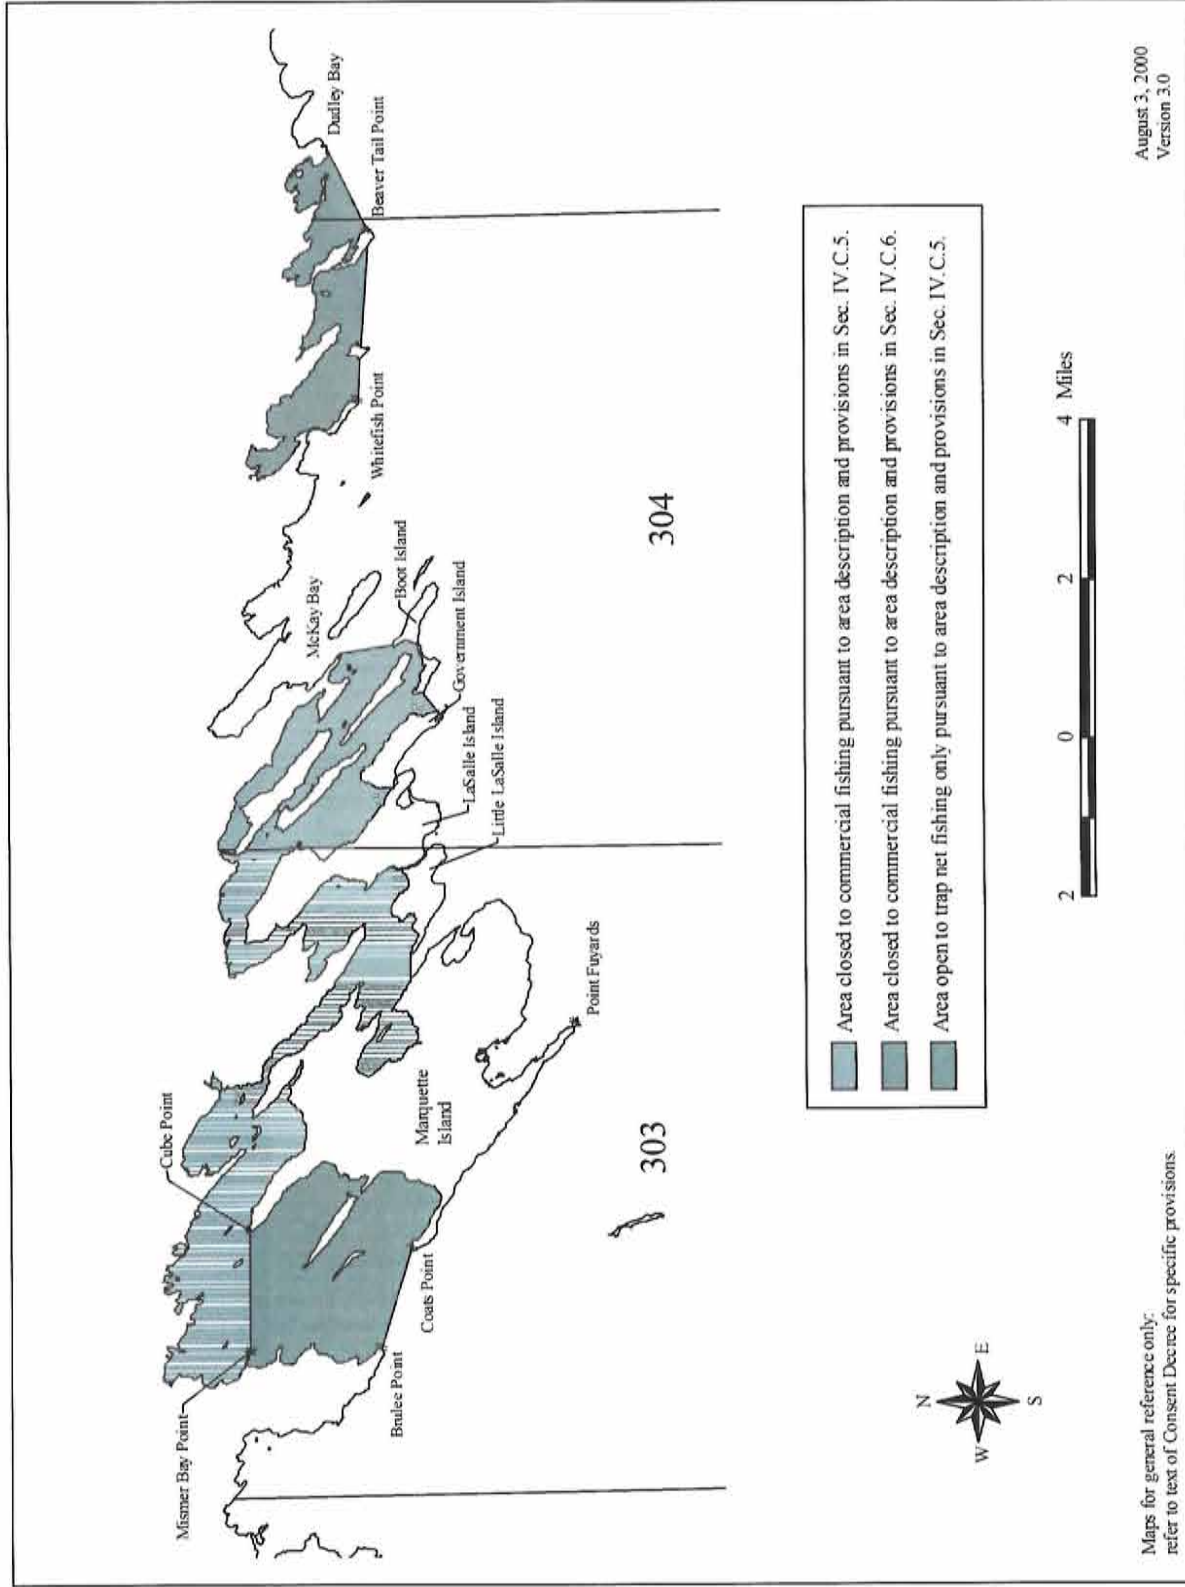 Mismer Bay Point
Cube Point
Brulee Point
Coats Point
Marquette
Island
Point Fuyards
Little LaSalle Island
LaSalle Island
Government Island
Boot Island
McKay Bay
Whitefish Point
Beaver Tail Point
Dudley Bay
303
304
Area closed to commercial fishing pursuant to area description and provisions in Sec. IV.C.5.
Area closed to commercial fishing pursuant to area description and provisions in Sec. IV.C.6.
Area open to trap net fishing only pursuant to area description and provisions in Sec. IV.C.5.
N
W
E
S
2 0 2 4 Miles
Maps for general reference only:
refer to text of Consent Decree for specific provisions.
August 3, 2000
Version 3.0